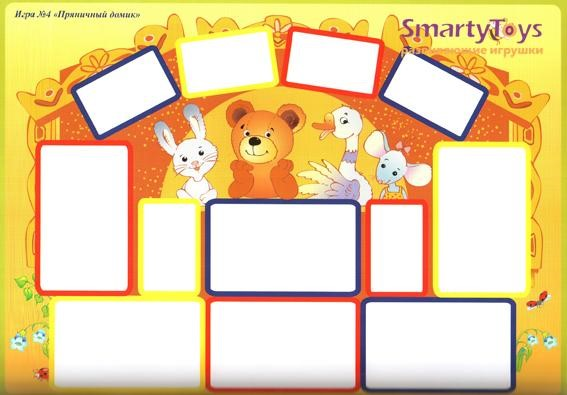 Игра №4 «Пряничный домик»
SmartyToys
развивающие игрушки